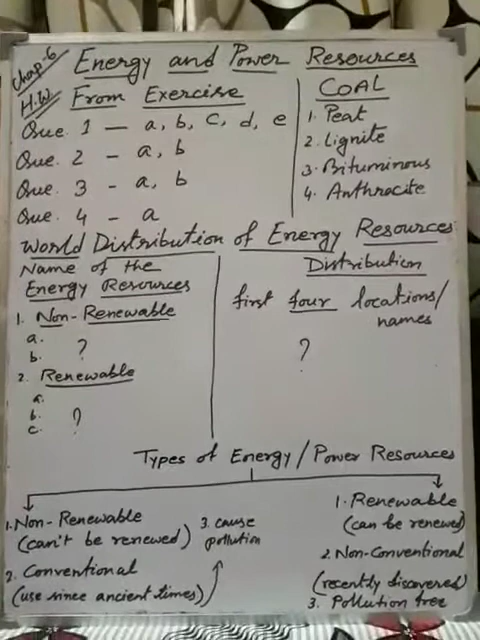 Chap.6 Energy and Power Resources
H.W From Exercise
Que. 1 — a, b, c, d, e
Que. 2 - a, b
Que. 3 - a, b
Que. 4 - a
COAL
1. Peat
2. Lignite
3. Bituminous
4. Anthracite
World Distribution of Energy Resources
Name of the
Energy Resources
1. Non-Renewable
a.
b. ?
2. Renewable
a.
b. ?
c.
Distribution
first four locations/
names
?
Types of Energy/Power Resources
1. Non-Renewable
(can't be renewed)
2. Conventional
(use since ancient times)
3. cause
pollution
1. Renewable
(can be renewed)
2. Non-Conventional
(recently discovered)
3. Pollution free